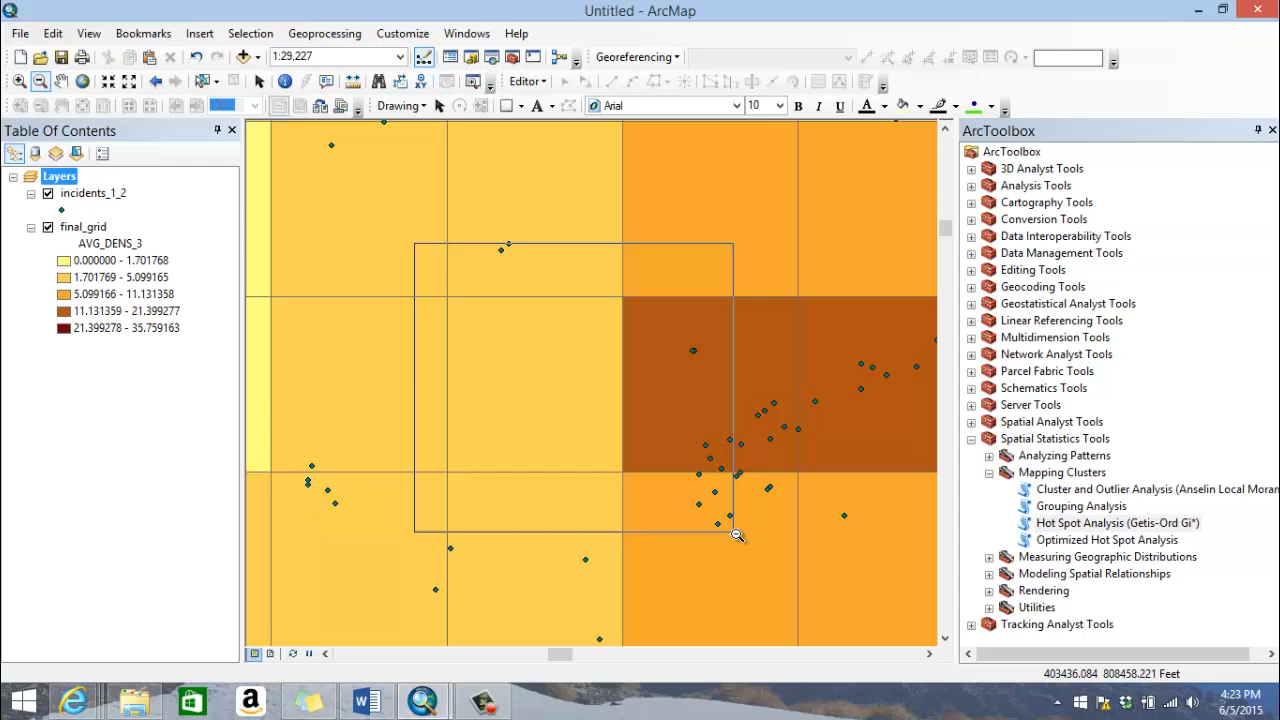 Untitled - ArcMap
File Edit View Bookmarks Insert Selection Geoprocessing Customize Windows Help
1:29,227 Georeferencing
Editor
Drawing Arial 10 B I U A
Table Of Contents
ArcToolbox
Layers
incidents_1_2
final_grid
AVG_DENS_3
0.000000 - 1.701768
1.701769 - 5.099165
5.099166 - 11.131358
11.131359 - 21.399277
21.399278 - 35.759163
ArcToolbox
3D Analyst Tools
Analysis Tools
Cartography Tools
Conversion Tools
Data Interoperability Tools
Data Management Tools
Editing Tools
Geocoding Tools
Geostatistical Analyst Tools
Linear Referencing Tools
Multidimension Tools
Network Analyst Tools
Parcel Fabric Tools
Schematics Tools
Server Tools
Spatial Analyst Tools
Spatial Statistics Tools
Analyzing Patterns
Mapping Clusters
Cluster and Outlier Analysis (Anselin Local Moran
Grouping Analysis
Hot Spot Analysis (Getis-Ord Gi*)
Optimized Hot Spot Analysis
Measuring Geographic Distributions
Modeling Spatial Relationships
Rendering
Utilities
Tracking Analyst Tools
403436.084 808458.221 Feet
4:23 PM
6/5/2015